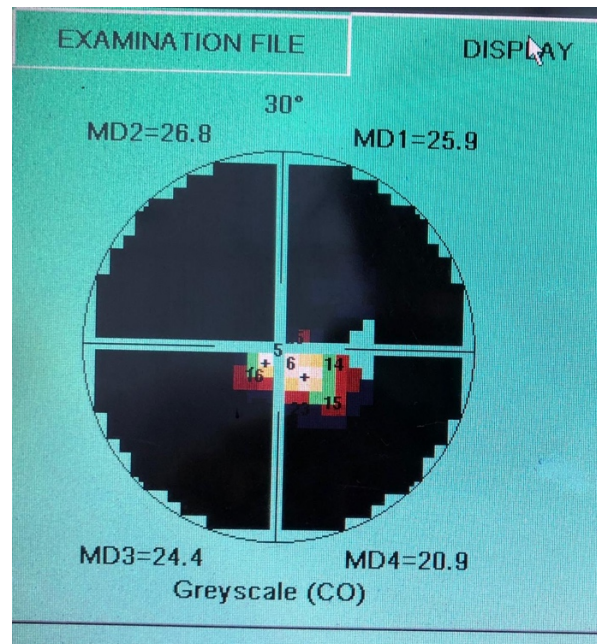 EXAMINATION FILE
DISPLAY
30°
MD2=26.8
MD1=25.9
5
+ 6 14
16 +
15
MD3=24.4
MD4=20.9
Greyscale (CO)